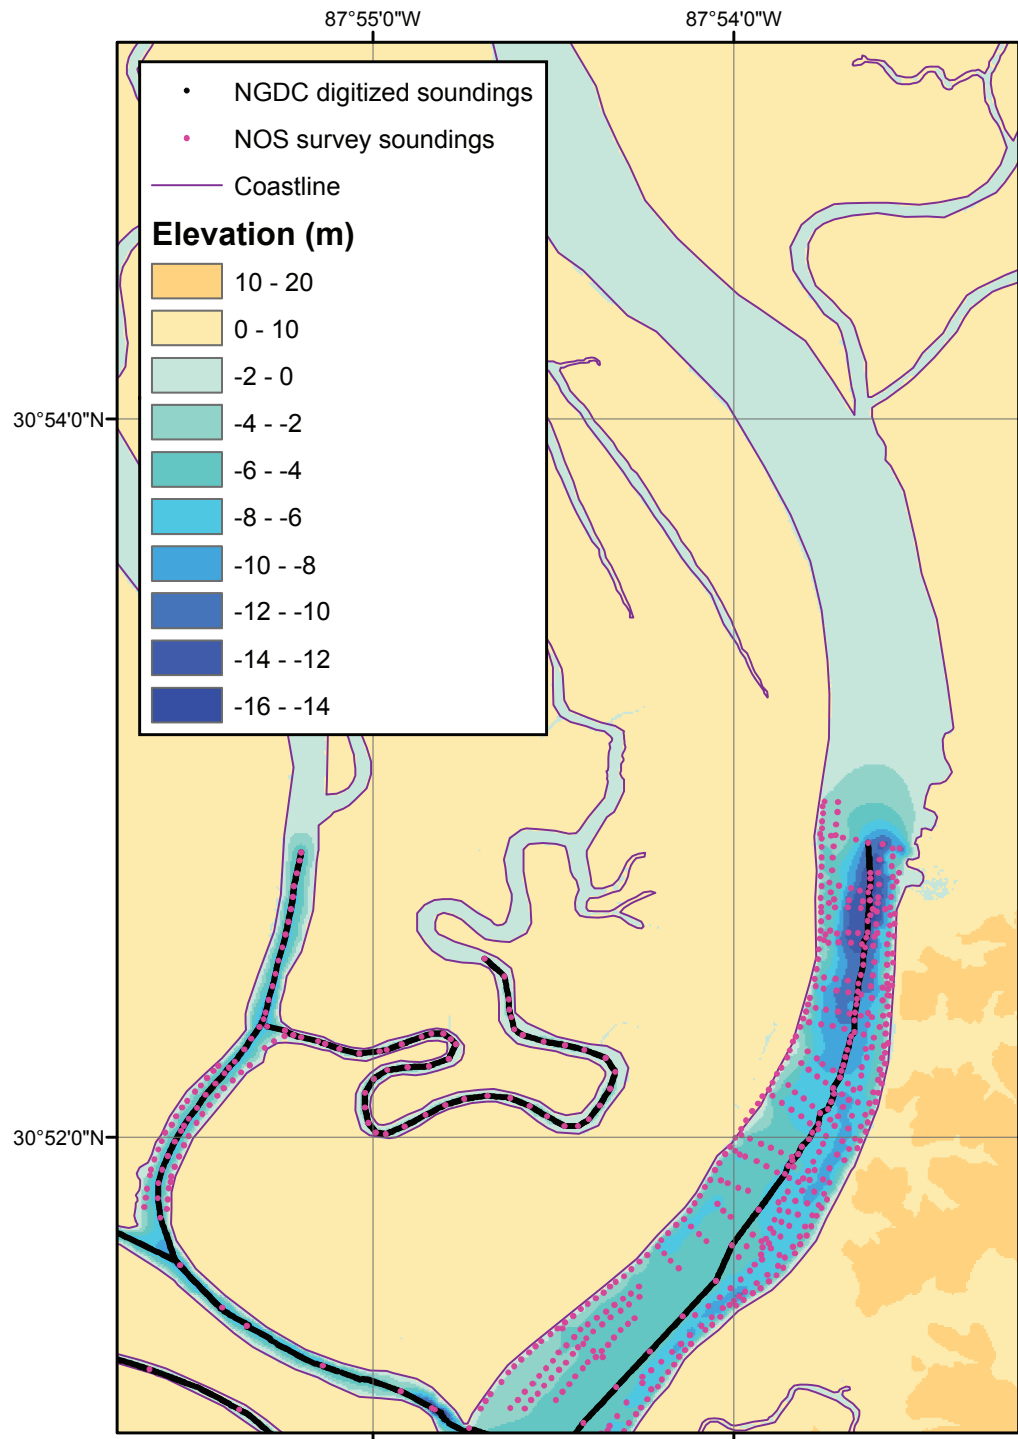 87°55'0"W
87°54'0"W
NGDC digitized soundings
NOS survey soundings
Coastline
Elevation (m)
10 - 20
0 - 10
-2 - 0
-4 - -2
-6 - -4
-8 - -6
-10 - -8
-12 - -10
-14 - -12
-16 - -14
30°54'0"N
30°52'0"N